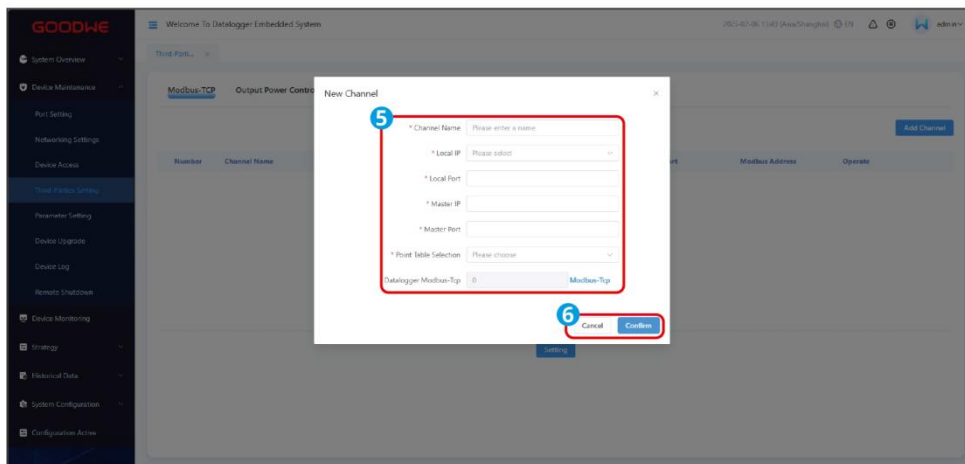 GOODWE
Welcome To Datalogger Embedded System
EN
admin
System Overview
Third Parti...
Device Maintenance
Modbus-TCP
Output Power Contro
New Channel
Port Setting
5
* Channel Name
Please enter a name
Add Channel
Networking Settings
* Local IP
Please select
Device Access
Number
Channel Name
Modbus Address
Operate
* Local Port
Third Parties Setting
* Master IP
Parameter Setting
* Master Port
Device Upgrade
* Point Table Selection
Please choose
Device Log
Datalogger Modbus-Tcp
0
Modbus-Tcp
Remote Shutdown
Device Monitoring
6
Cancel
Confirm
Strategy
Setting
Historical Data
System Configuration
Configuration Active